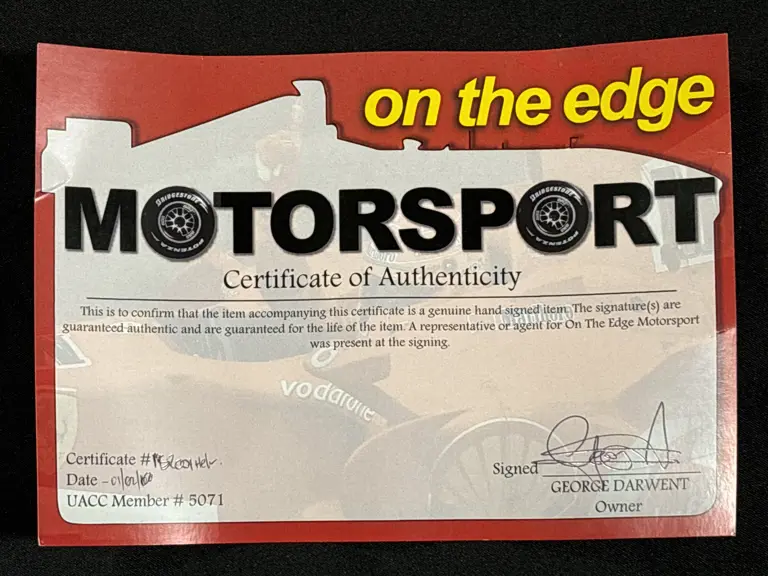 on the edge
MOTORSPORT
Certificate of Authenticity
This is to confirm that the item accompanying this certificate is a genuine hand signed item. The signature(s) are
guaranteed authentic and are guaranteed for the life of the item. A representative or agent for On The Edge Motorsport
was present at the signing.
vodafone
Certificate #
Date -
UACC Member # 5071
Signed
GEORGE DARWENT
Owner